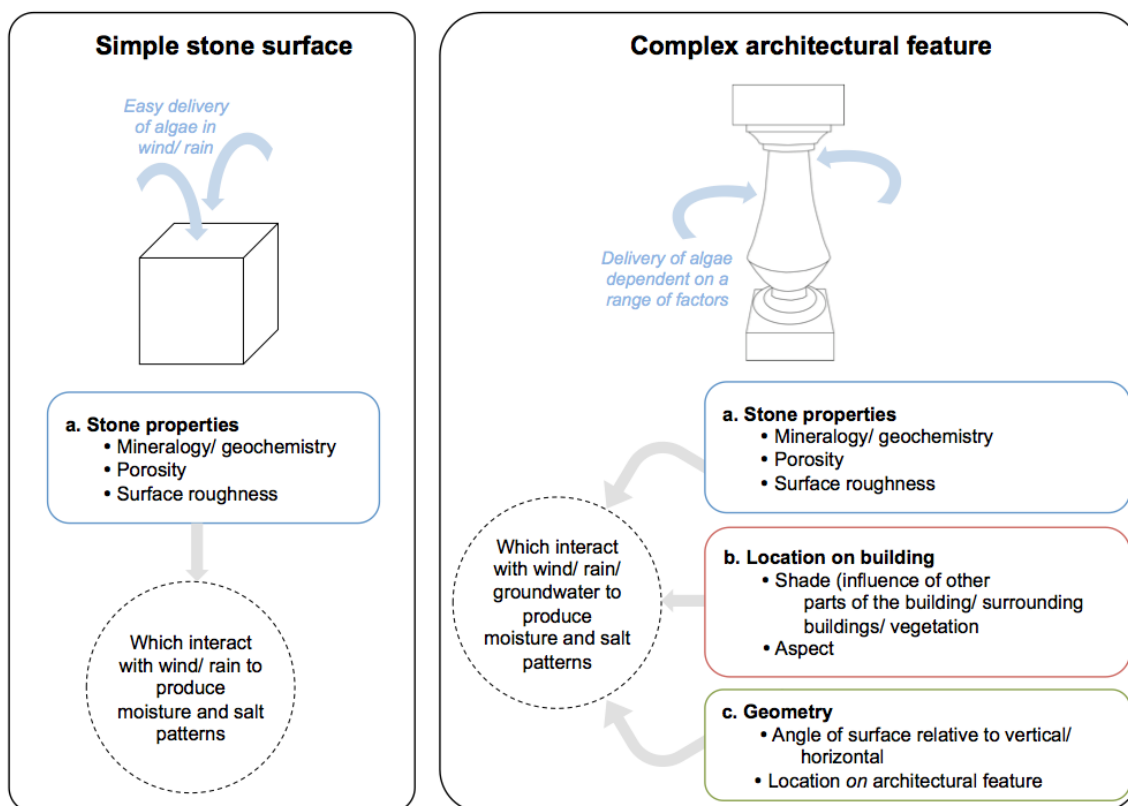 Simple stone surface
Easy delivery
of algae in
wind/ rain
a. Stone properties
• Mineralogy/ geochemistry
• Porosity
• Surface roughness
Which interact
with wind/ rain to
produce
moisture and salt
patterns
Complex architectural feature
Delivery of algae
dependent on a
range of factors
a. Stone properties
• Mineralogy/ geochemistry
• Porosity
• Surface roughness
Which interact
with wind/ rain/
groundwater to
produce
moisture and salt
patterns
b. Location on building
• Shade (influence of other
parts of the building/ surrounding
buildings/ vegetation
• Aspect
c. Geometry
• Angle of surface relative to vertical/
horizontal
• Location on architectural feature